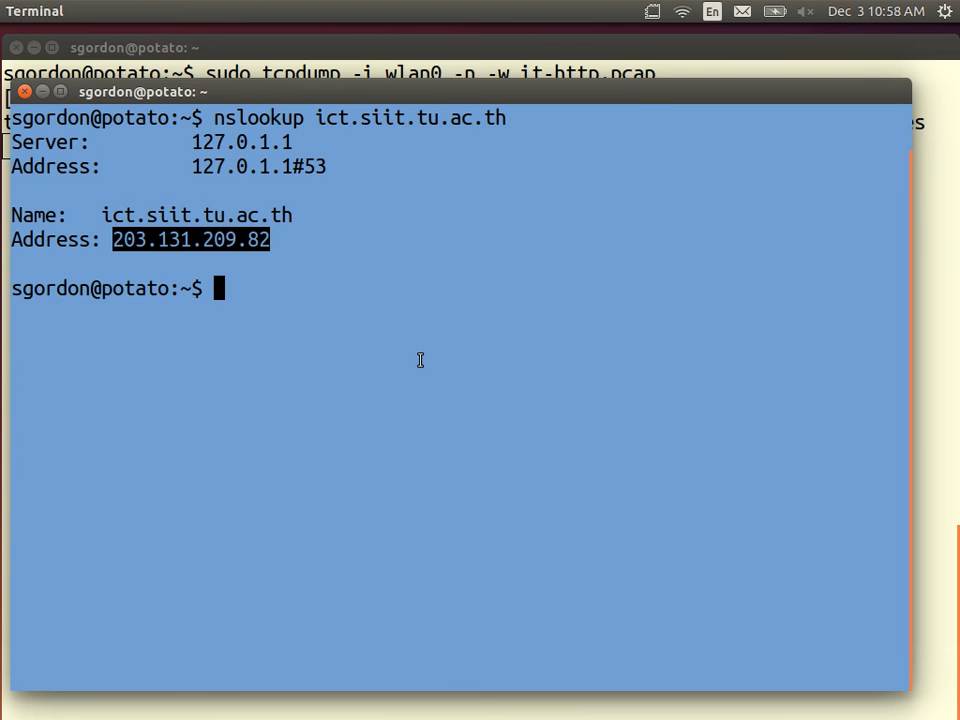 Terminal
En
Dec 3 10:58 AM
sgordon@potato: ~
sgordon@potato:~$ sudo tcpdump -i wlan0 -n -w it-http.pcap
[
t
es
sgordon@potato: ~
sgordon@potato:~$ nslookup ict.siit.tu.ac.th
Server: 127.0.1.1
Address: 127.0.1.1#53
Name: ict.siit.tu.ac.th
Address: 203.131.209.82
sgordon@potato:~$